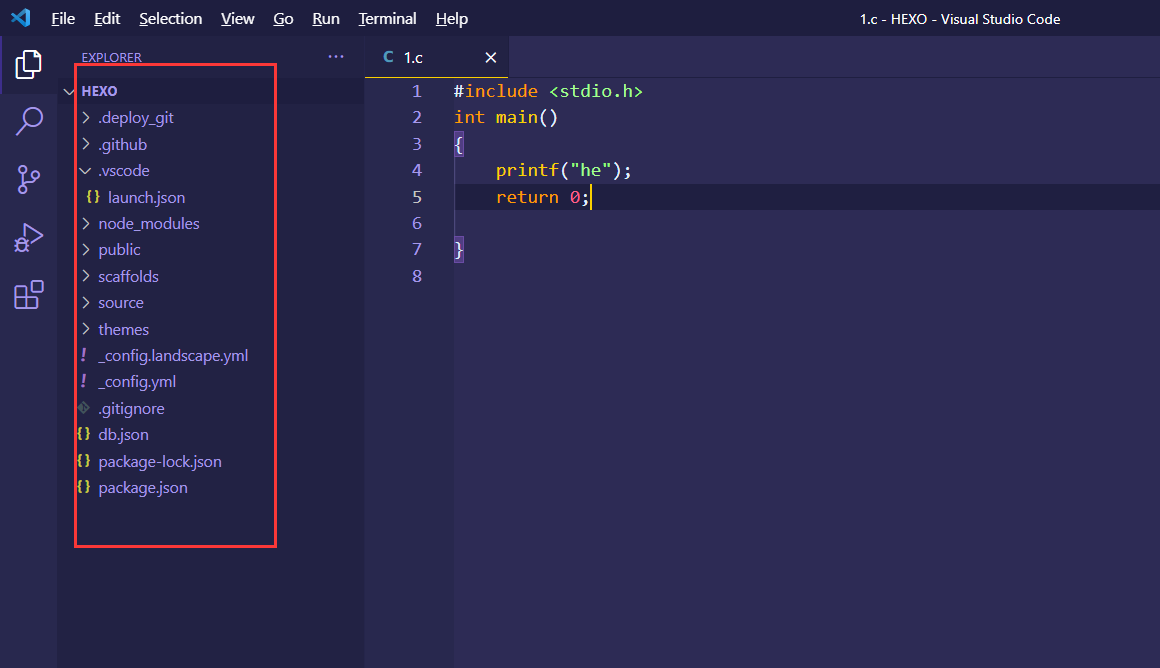 File Edit Selection View Go Run Terminal Help 1.c - HEXO - Visual Studio Code
EXPLORER ···
C 1.c ×
HEXO
.deploy_git
.github
.vscode
{} launch.json
node_modules
public
scaffolds
source
themes
! _config.landscape.yml
! _config.yml
.gitignore
{} db.json
{} package-lock.json
{} package.json
1 #include <stdio.h>
2 int main()
3 {
4     printf("he");
5     return 0;
6
7 }
8